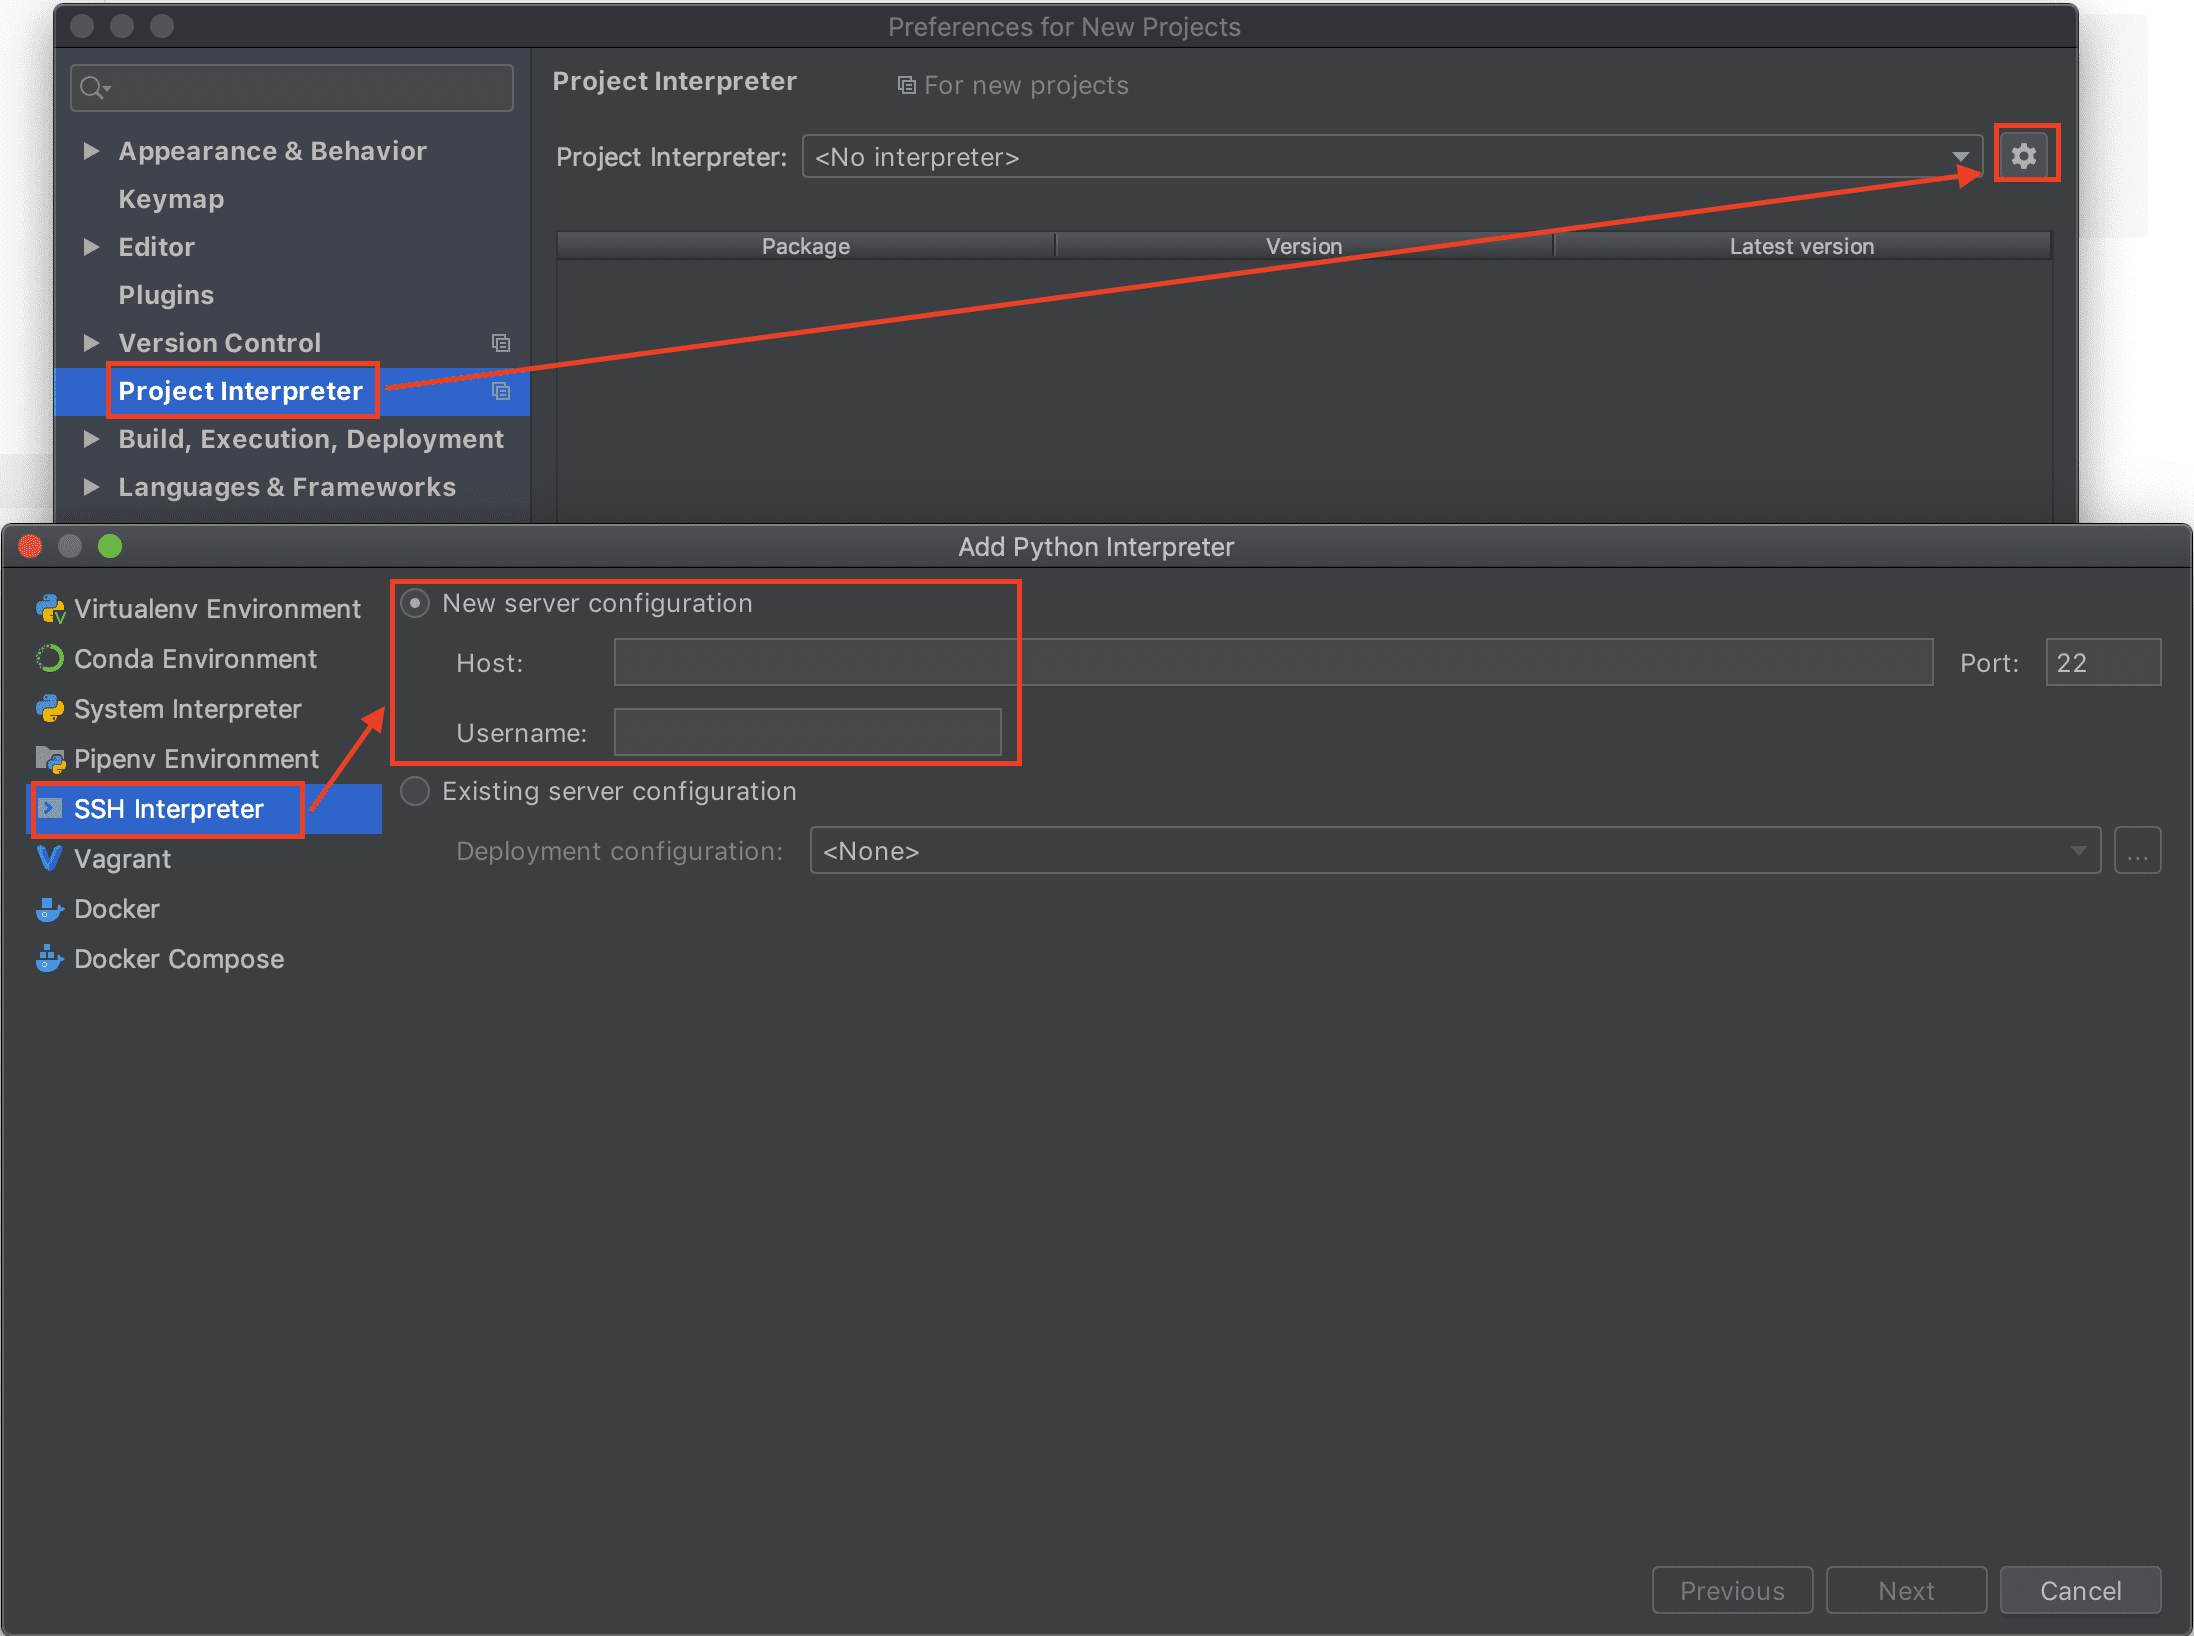 Preferences for New Projects
Project Interpreter
For new projects
Appearance & Behavior
Keymap
Editor
Plugins
Version Control
Project Interpreter
Build, Execution, Deployment
Languages & Frameworks
Project Interpreter: <No interpreter>
Package Version Latest version
Add Python Interpreter
Virtualenv Environment
Conda Environment
System Interpreter
Pipenv Environment
SSH Interpreter
Vagrant
Docker
Docker Compose
New server configuration
Host:
Port: 22
Username:
Existing server configuration
Deployment configuration: <None> ...
Previous Next Cancel